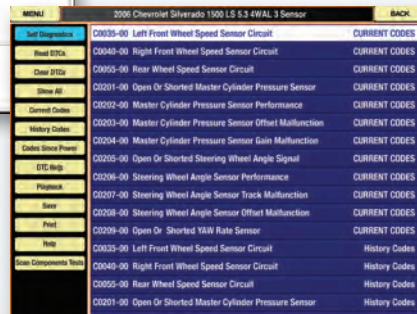 MENU 2006 Chevrolet Silverado 1500 LS 5.3 4WAL 3 Sensor BACK
Self Diagnostics
Read DTCs
Clear DTCs
Show All
Current Codes
History Codes
Codes Since Power
DTC Help
Playback
Save
Print
Help
Scan Components Tests
C0035-00 Left Front Wheel Speed Sensor Circuit CURRENT CODES
C0040-00 Right Front Wheel Speed Sensor Circuit CURRENT CODES
C0055-00 Rear Wheel Speed Sensor Circuit CURRENT CODES
C0201-00 Open Or Shorted Master Cylinder Pressure Sensor CURRENT CODES
C0202-00 Master Cylinder Pressure Sensor Performance CURRENT CODES
C0203-00 Master Cylinder Pressure Sensor Offset Malfunction CURRENT CODES
C0204-00 Master Cylinder Pressure Sensor Gain Malfunction CURRENT CODES
C0205-00 Open Or Shorted Steering Wheel Angle Signal CURRENT CODES
C0206-00 Steering Wheel Angle Sensor Performance CURRENT CODES
C0207-00 Steering Wheel Angle Sensor Track Malfunction CURRENT CODES
C0208-00 Steering Wheel Angle Sensor Offset Malfunction CURRENT CODES
C0209-00 Open Or Shorted YAW Rate Sensor CURRENT CODES
C0035-00 Left Front Wheel Speed Sensor Circuit History Codes
C0040-00 Right Front Wheel Speed Sensor Circuit History Codes
C0055-00 Rear Wheel Speed Sensor Circuit History Codes
C0201-00 Open Or Shorted Master Cylinder Pressure Sensor History Codes